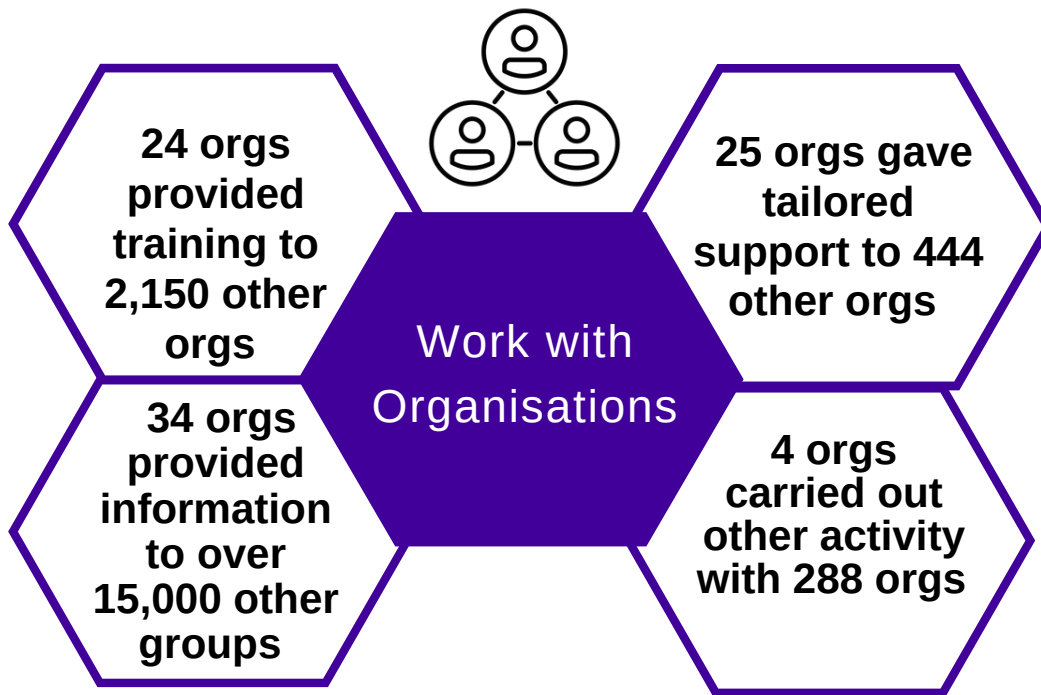 24 orgs
provided
training to
2,150 other
orgs
25 orgs gave
tailored
support to 444
other orgs
Work with
Organisations
34 orgs
provided
information
to over
15,000 other
groups
4 orgs
carried out
other activity
with 288 orgs